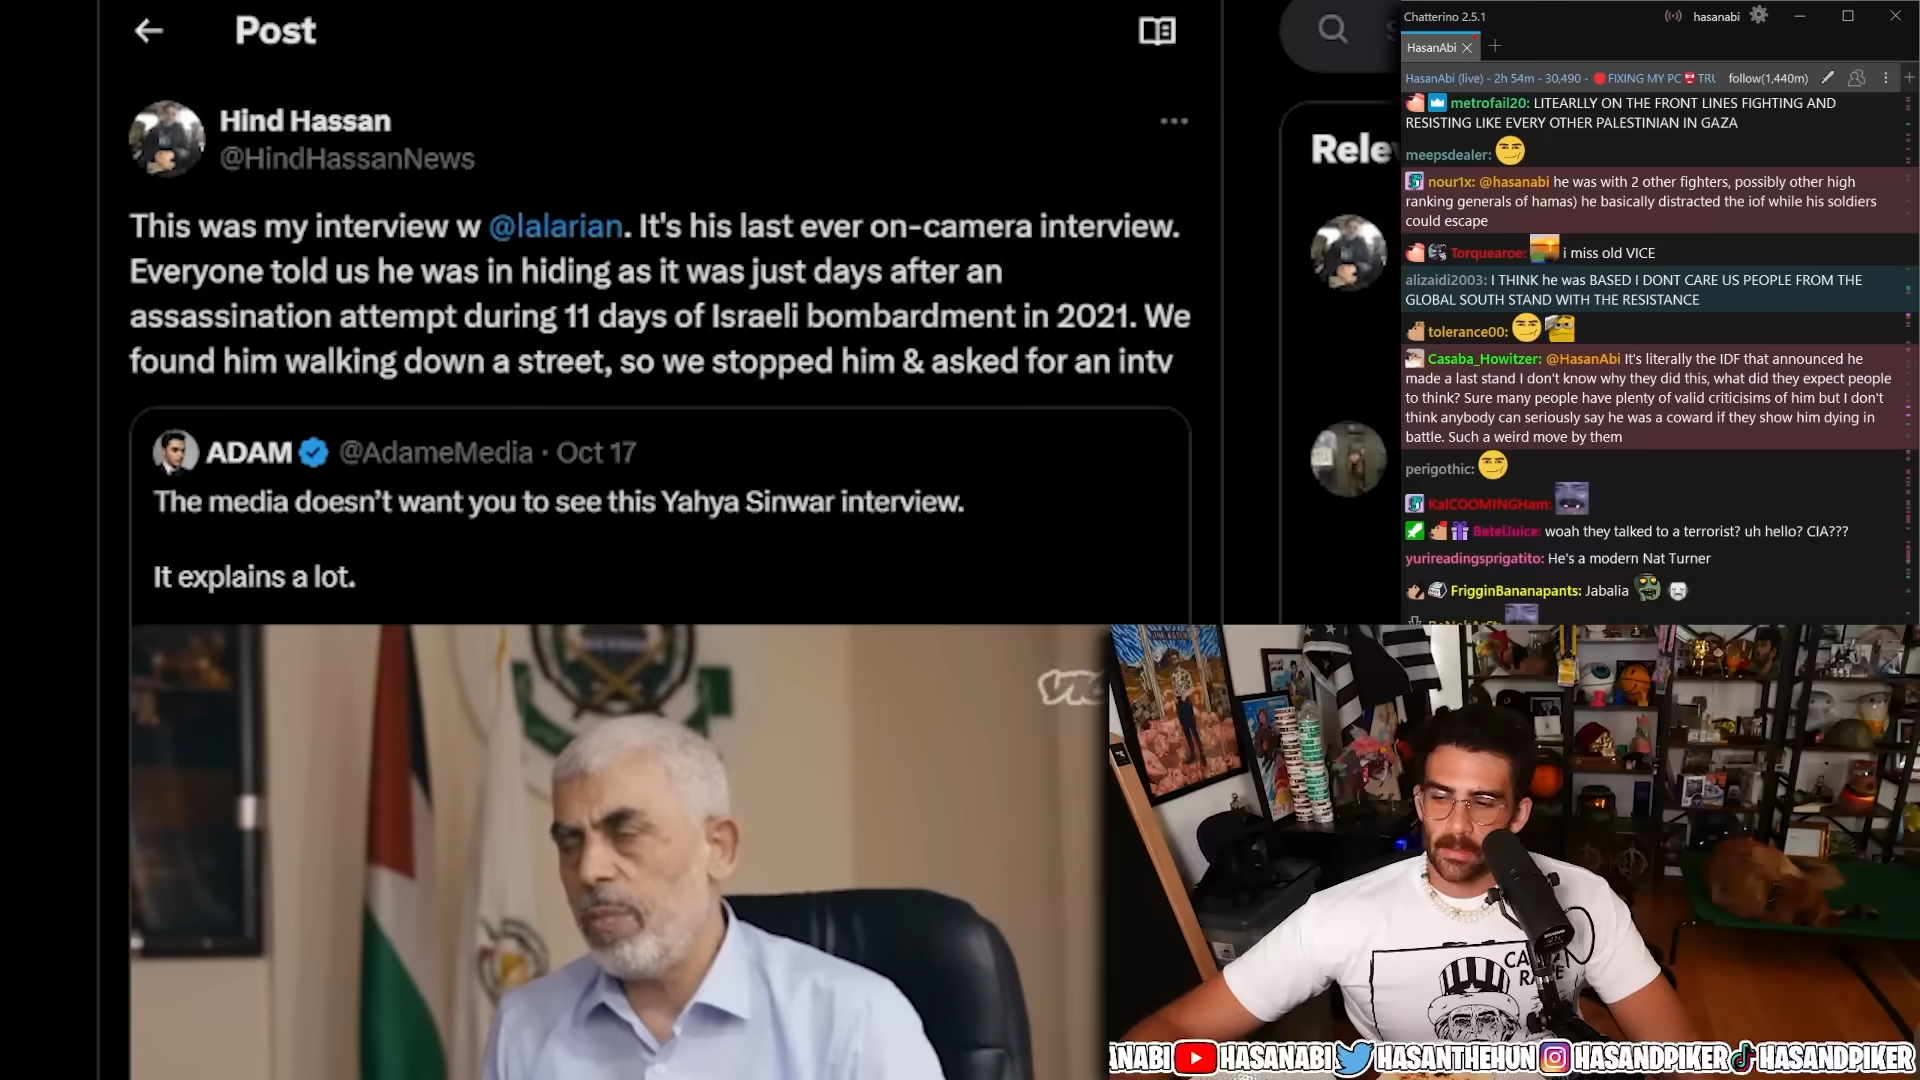 Post
Hind Hassan
@HindHassanNews
This was my interview w @lalarian. It's his last ever on-camera interview.
Everyone told us he was in hiding as it was just days after an
assassination attempt during 11 days of Israeli bombardment in 2021. We
found him walking down a street, so we stopped him & asked for an intv
ADAM @AdameMedia · Oct 17
The media doesn't want you to see this Yahya Sinwar interview.
It explains a lot.
Rele
Chatterino 2.5.1
hasanabi
HasanAbi
HasanAbi (live) - 2h 54m - 30,490 - FIXING MY PC TRU
follow(1,440m)
metrofail20: LITEARLLY ON THE FRONT LINES FIGHTING AND
RESISTING LIKE EVERY OTHER PALESTINIAN IN GAZA
meepsdealer:
nour1x: @hasanabi he was with 2 other fighters, possibly other high
ranking generals of hamas) he basically distracted the iof while his soldiers
could escape
Torquearoe: i miss old VICE
alizaidi2003: I THINK he was BASED I DONT CARE US PEOPLE FROM THE
GLOBAL SOUTH STAND WITH THE RESISTANCE
tolerance00:
Casaba_Howitzer: @HasanAbi It's literally the IDF that announced he
made a last stand I don't know why they did this, what did they expect people
to think? Sure many people have plenty of valid criticisims of him but I don't
think anybody can seriously say he was a coward if they show him dying in
battle. Such a weird move by them
perigothic:
KalCOOMINGHam:
BetelJuice: woah they talked to a terrorist? uh hello? CIA???
yurireadingsprigatito: He's a modern Nat Turner
FrigginBananapants: Jabalia
ANABI HASANABI HASANTHEHUN HASANDPIKER HASANDPIKER